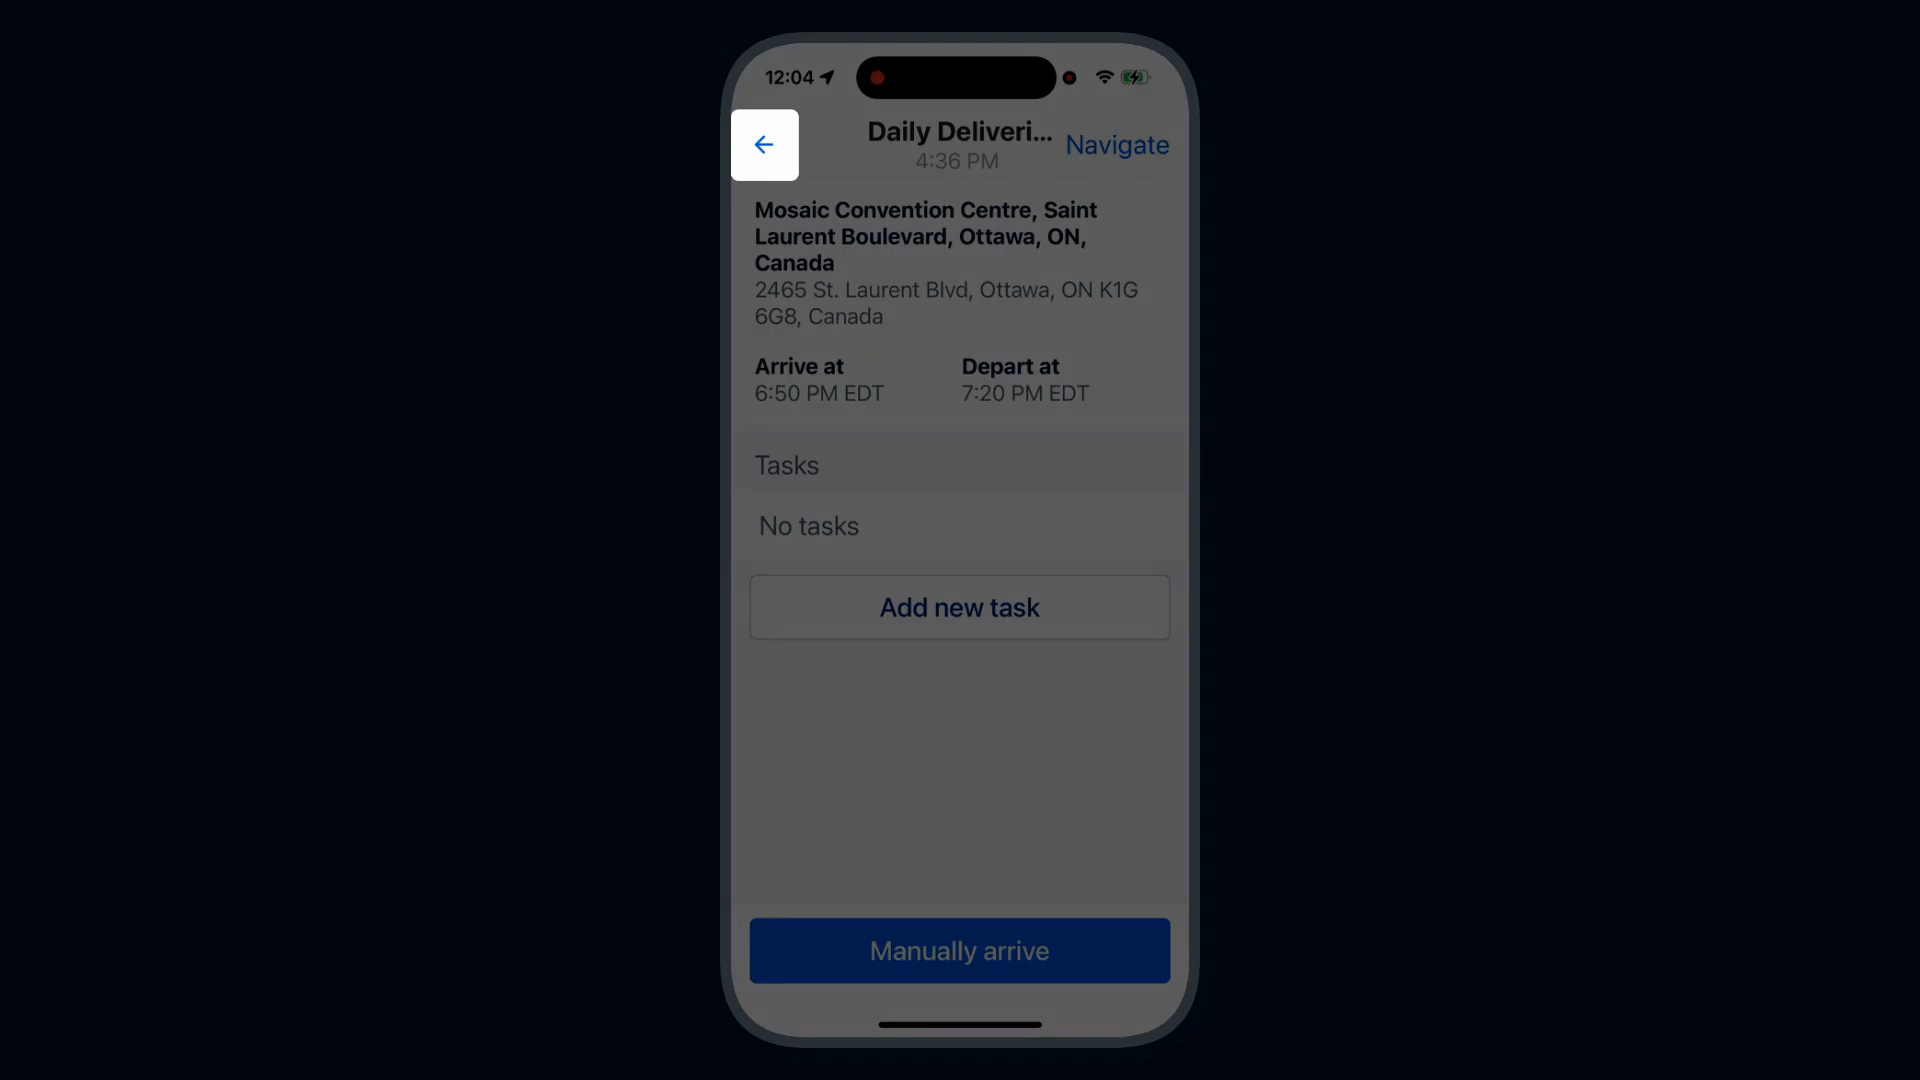 12:04
Daily Deliveri...
4:36 PM
Navigate
Mosaic Convention Centre, Saint
Laurent Boulevard, Ottawa, ON,
Canada
2465 St. Laurent Blvd, Ottawa, ON K1G
6G8, Canada
Arrive at
Depart at
6:50 PM EDT
7:20 PM EDT
Tasks
No tasks
Add new task
Manually arrive